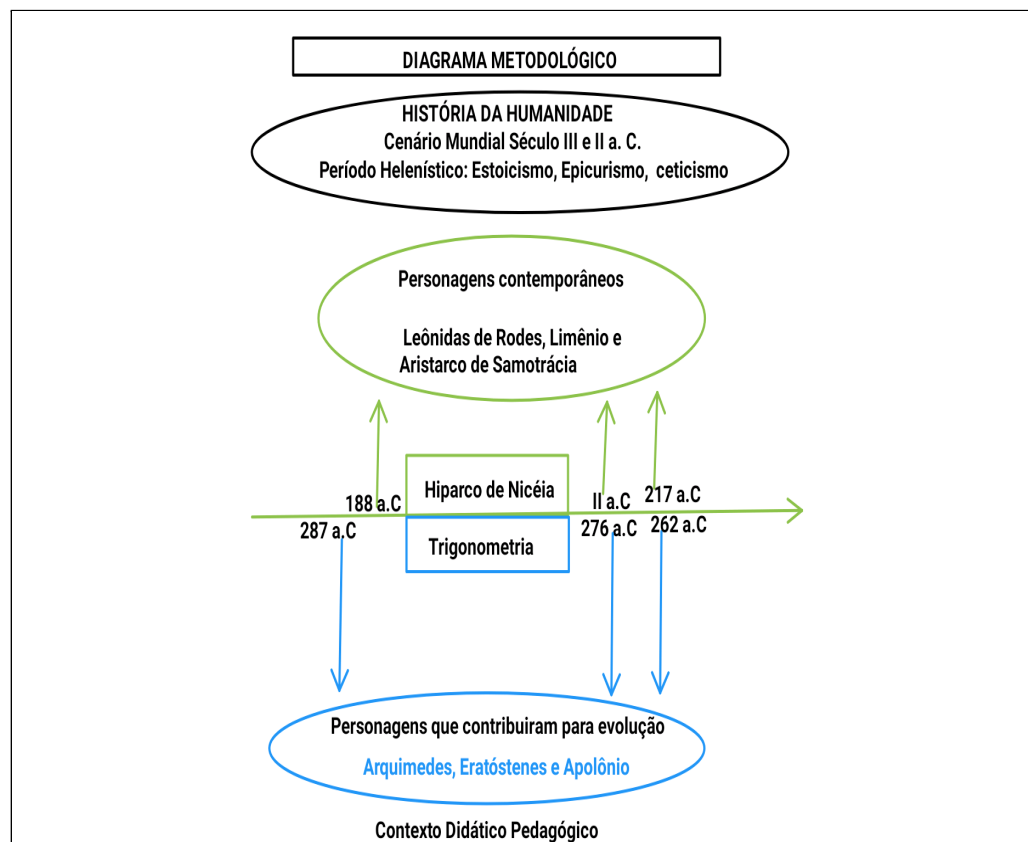 DIAGRAMA METODOLÓGICO
HISTÓRIA DA HUMANIDADE
Cenário Mundial Século III e II a. C.
Período Helenístico: Estoicismo, Epicurismo, ceticismo
Personagens contemporâneos
Leônidas de Rodes, Limênio e
Aristarco de Samotrácia
188 a.C
Hiparco de Nicéia
II a.C
217 a.C
287 a.C
Trigonometria
276 a.C
262 a.C
Personagens que contribuiram para evolução
Arquimedes, Eratóstenes e Apolônio
Contexto Didático Pedagógico